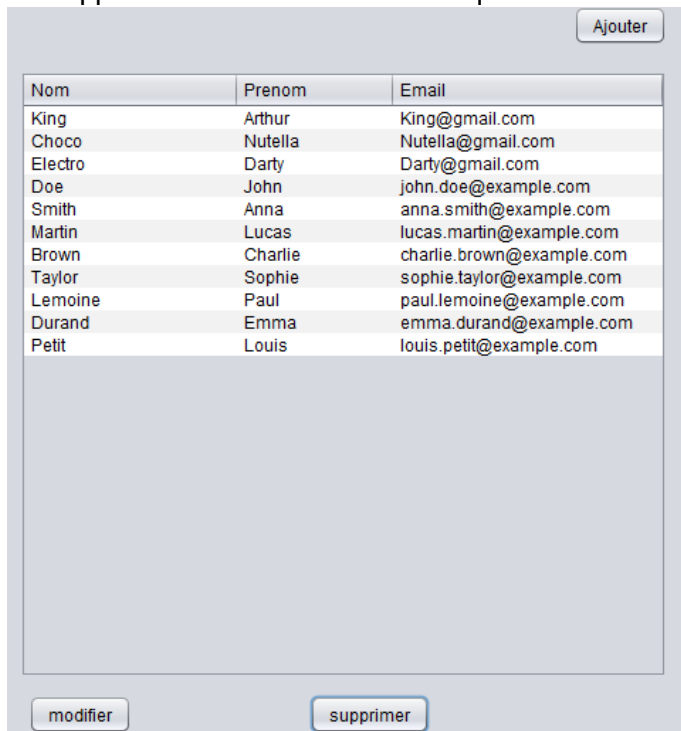 Ajouter
Nom Prenom Email
King Arthur King@gmail.com
Choco Nutella Nutella@gmail.com
Electro Darty Darty@gmail.com
Doe John john.doe@example.com
Smith Anna anna.smith@example.com
Martin Lucas lucas.martin@example.com
Brown Charlie charlie.brown@example.com
Taylor Sophie sophie.taylor@example.com
Lemoine Paul paul.lemoine@example.com
Durand Emma emma.durand@example.com
Petit Louis louis.petit@example.com
modifier supprimer